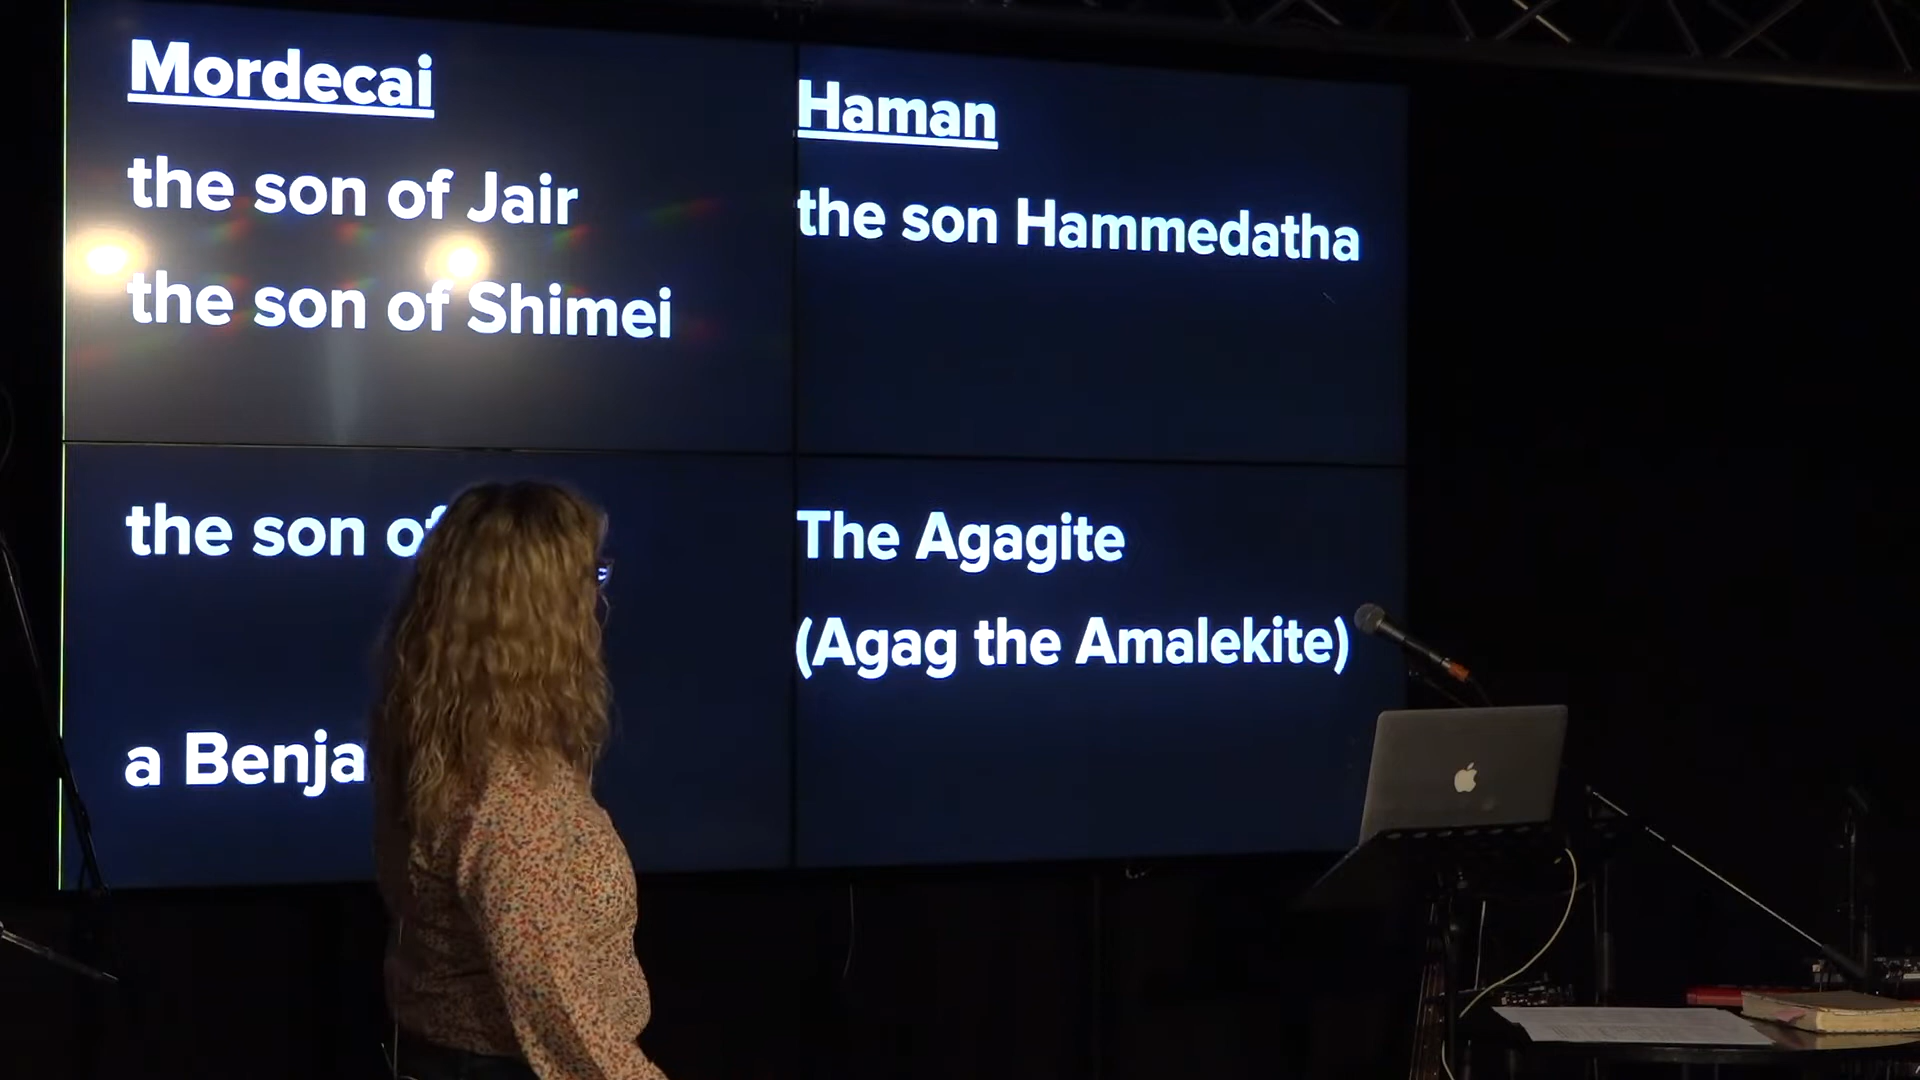 Mordecai
the son of Jair
the son of Shimei
the son of
a Benja
Haman
the son Hammedatha
The Agagite
(Agag the Amalekite)